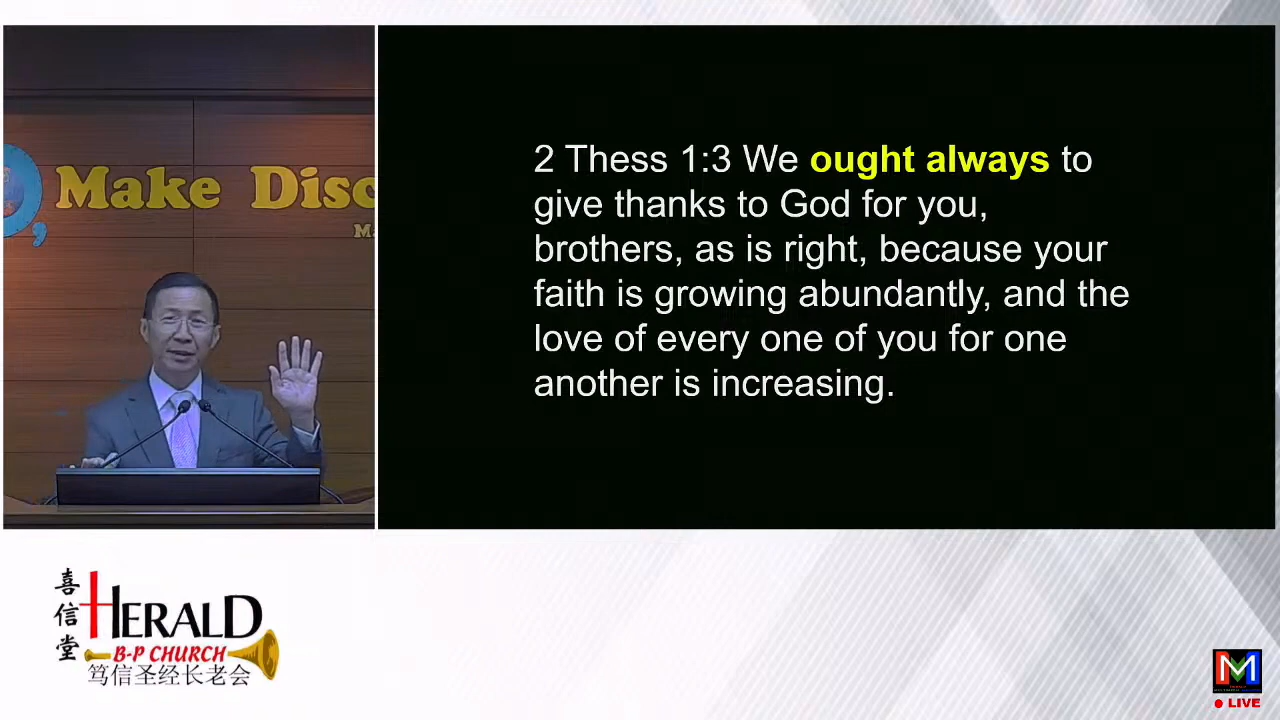 Make Disc
M
2 Thess 1:3 We ought always to
give thanks to God for you,
brothers, as is right, because your
faith is growing abundantly, and the
love of every one of you for one
another is increasing.
喜信堂
HERALD
B-P CHURCH
笃信圣经长老会
M
LIVE